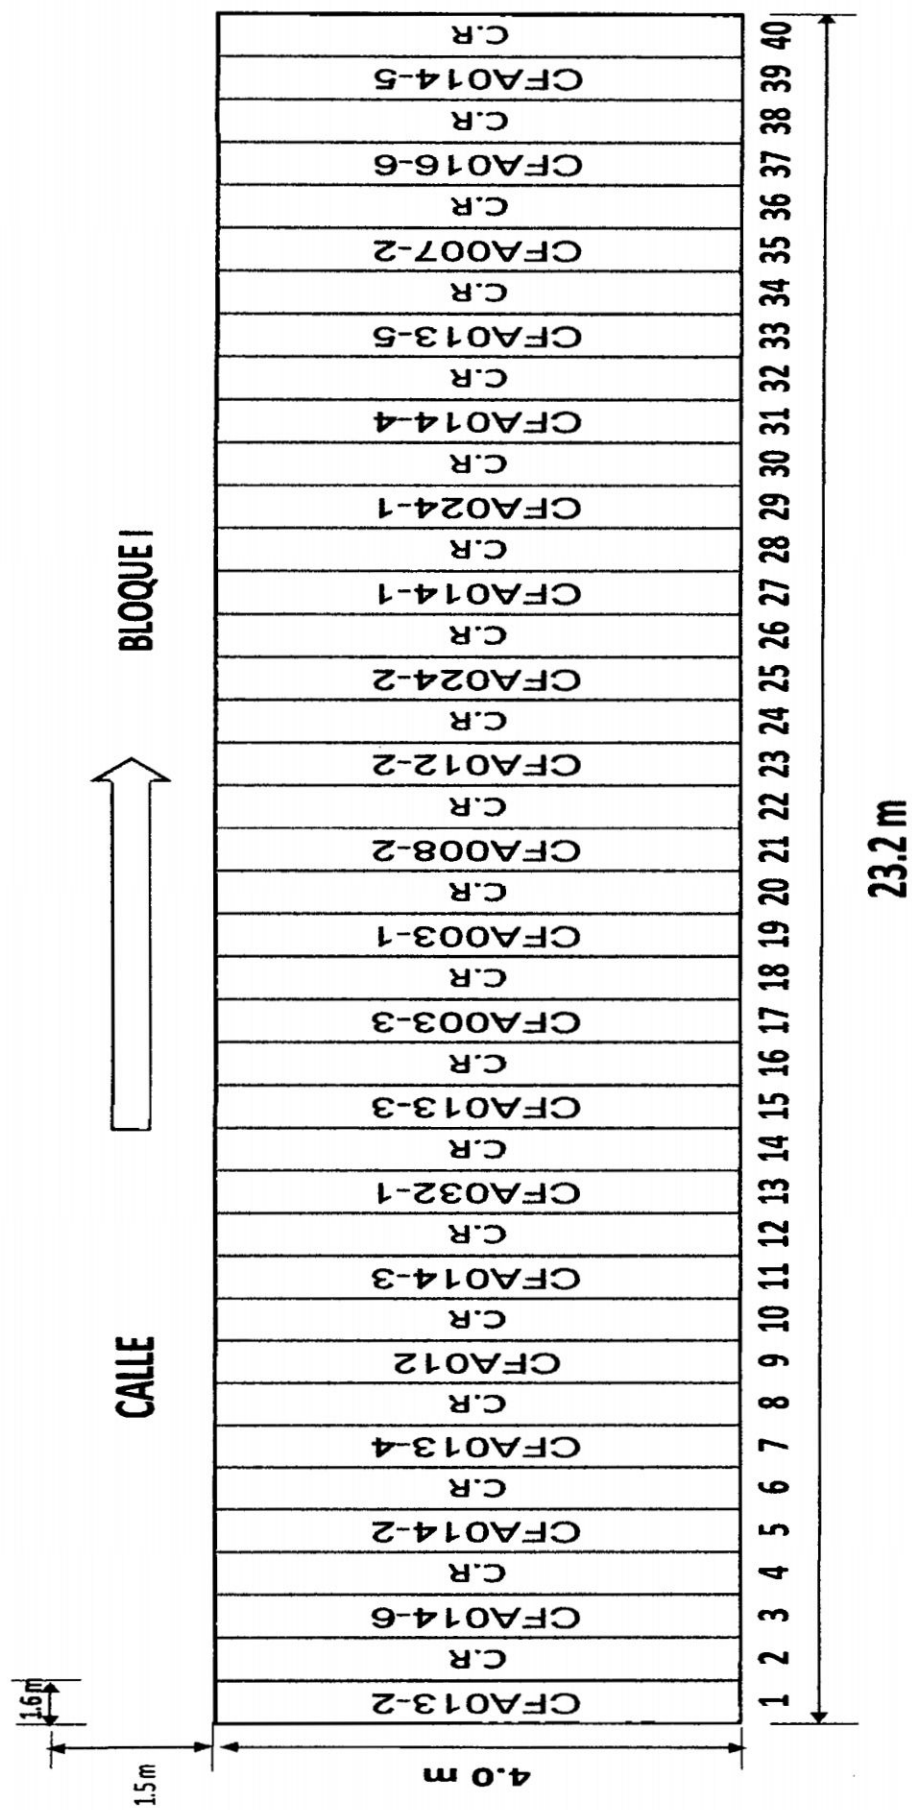 1.6 m
1.5 m
CALLE
BLOQUE I
4.0 m
CFA013-2
C.R
CFA014-6
C.R
CFA014-2
C.R
CFA013-4
C.R
CFA012
C.R
CFA014-3
C.R
CFA032-1
C.R
CFA013-3
C.R
CFA003-3
C.R
CFA003-1
C.R
CFA008-2
C.R
CFA012-2
C.R
CFA024-2
C.R
CFA014-1
C.R
CFA024-1
C.R
CFA014-4
C.R
CFA013-5
C.R
CFA007-2
C.R
CFA016-6
C.R
CFA014-5
C.R
1 2 3 4 5 6 7 8 9 10 11 12 13 14 15 16 17 18 19 20 21 22 23 24 25 26 27 28 29 30 31 32 33 34 35 36 37 38 39 40
23.2 m